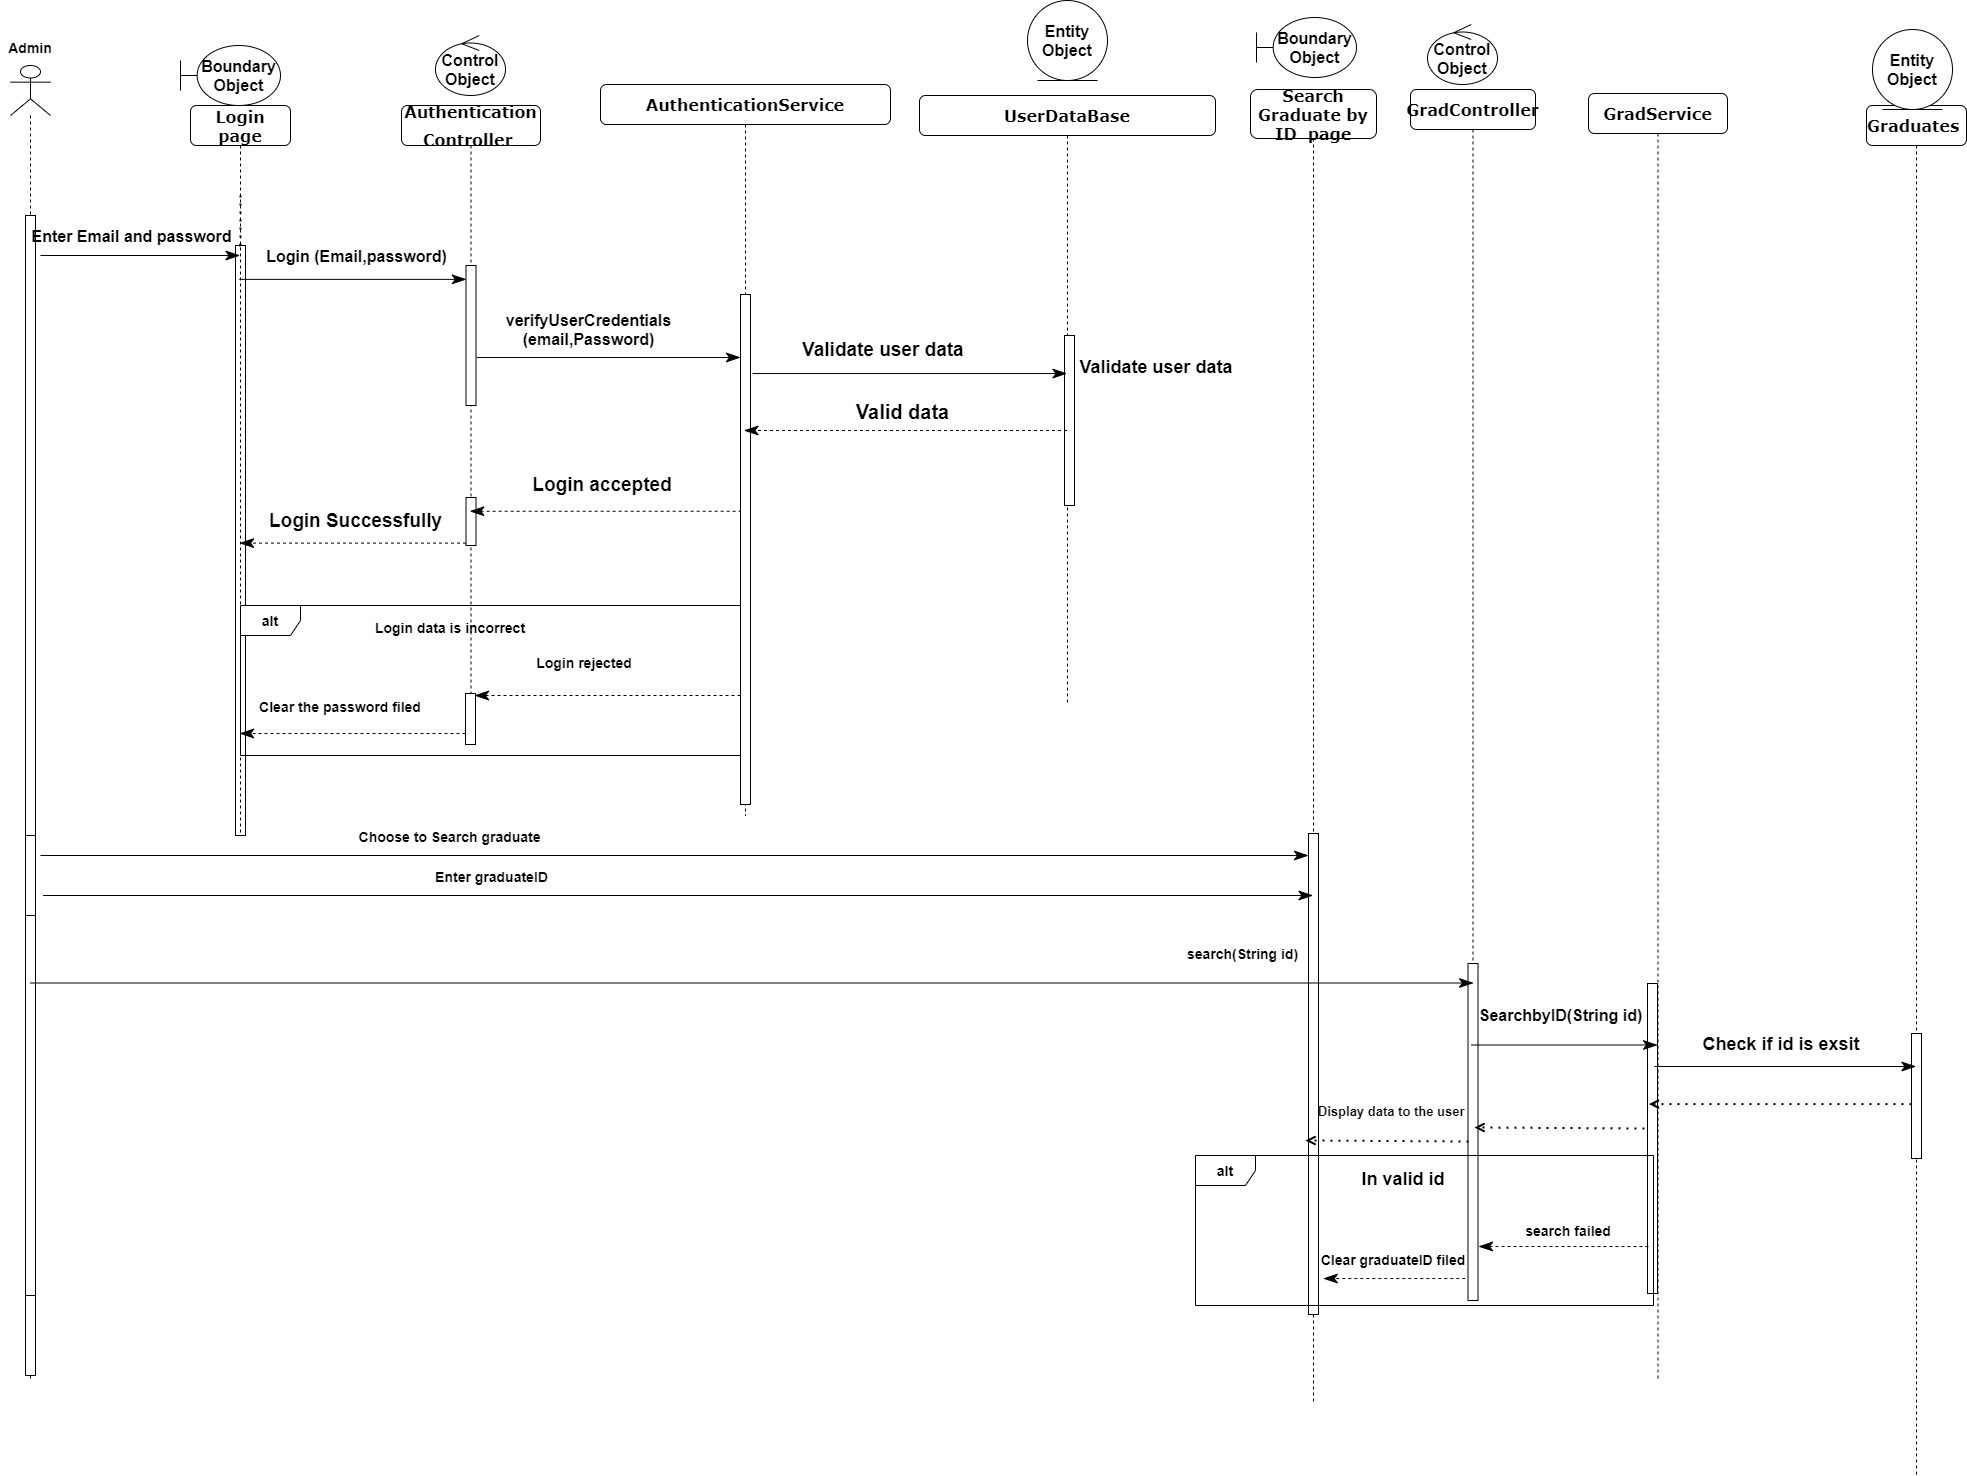 Admin
Boundary
Object
Login
page
Control
Object
Authentication
Controller
AuthenticationService
Entity
Object
UserDataBase
Boundary
Object
Search
Graduate by
ID page
Control
Object
GradController
GradService
Entity
Object
Graduates
Enter Email and password
Login (Email,password)
verifyUserCredentials
(email,Password)
Validate user data
Validate user data
Valid data
Login accepted
Login Successfully
alt
Login data is incorrect
Login rejected
Clear the password filed
Choose to Search graduate
Enter graduateID
search(String id)
SearchbyID(String id)
Check if id is exsit
Display data to the user
alt
In valid id
search failed
Clear graduateID filed